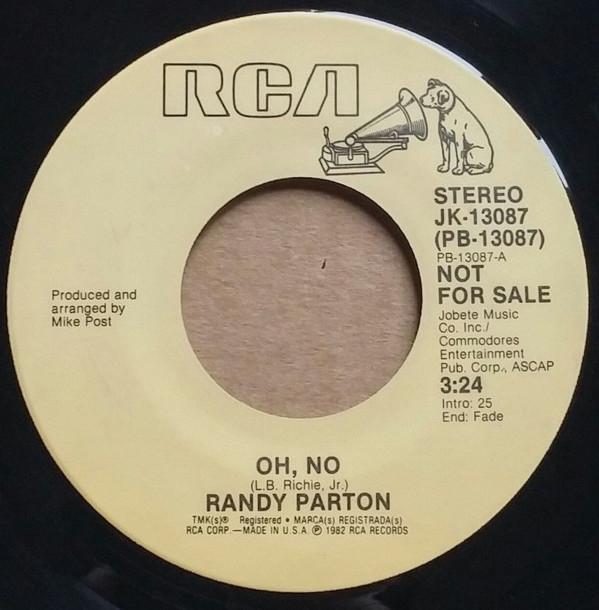 RCA
STEREO
JK-13087
(PB-13087)
PB-13087-A
NOT
FOR SALE
Jobete Music
Co. Inc./
Commodores
Entertainment
Pub. Corp., ASCAP
3:24
Intro: 25
End: Fade
Produced and
arranged by
Mike Post
OH, NO
(L.B. Richie, Jr.)
RANDY PARTON
TMK(s)® Registered • MARCA(s) REGISTRADA(s)
RCA CORP.—MADE IN U.S.A. ℗ 1982 RCA RECORDS